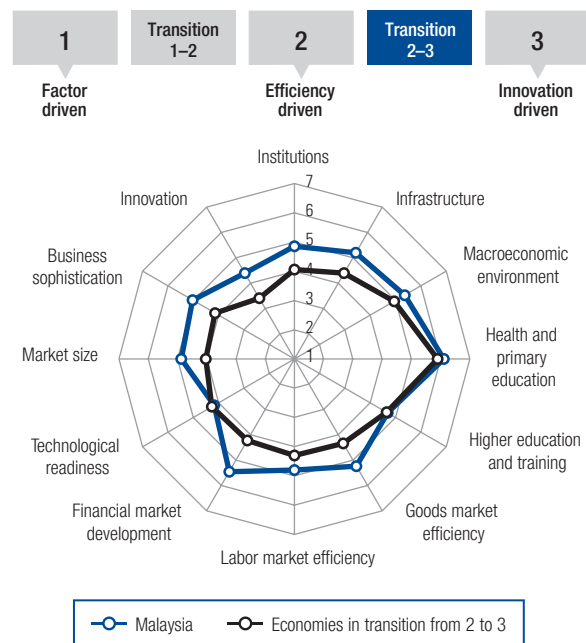 1
Transition
1–2
2
Transition
2–3
3
Factor
driven
Efficiency
driven
Innovation
driven
Institutions
Infrastructure
Macroeconomic
environment
Health and
primary
education
Higher education
and training
Goods market
efficiency
Labor market efficiency
Financial market
development
Technological
readiness
Market size
Business
sophistication
Innovation
7
6
5
4
3
2
1
Malaysia
Economies in transition from 2 to 3